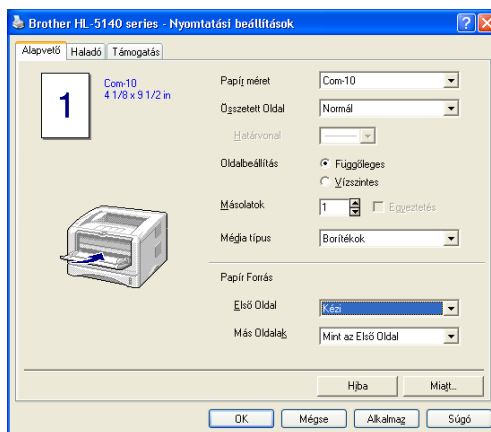 Brother HL-5140 series - Nyomtatási beállítások
Alapvető Haladó Támogatás
1
Com-10
4 1/8 x 9 1/2 in
Papír méret Com-10
Összetett Oldal Normál
Határvonal
Oldalbeállítás Függőleges
Vízszintes
Másolatok 1 Egyeztetés
Mégia típus Borítékok
Papír Forrás
Első Oldal Kézi
Más Oldalak Mint az Első Oldal
Hiba Miatt...
OK Mégse Alkalmaz Súgó